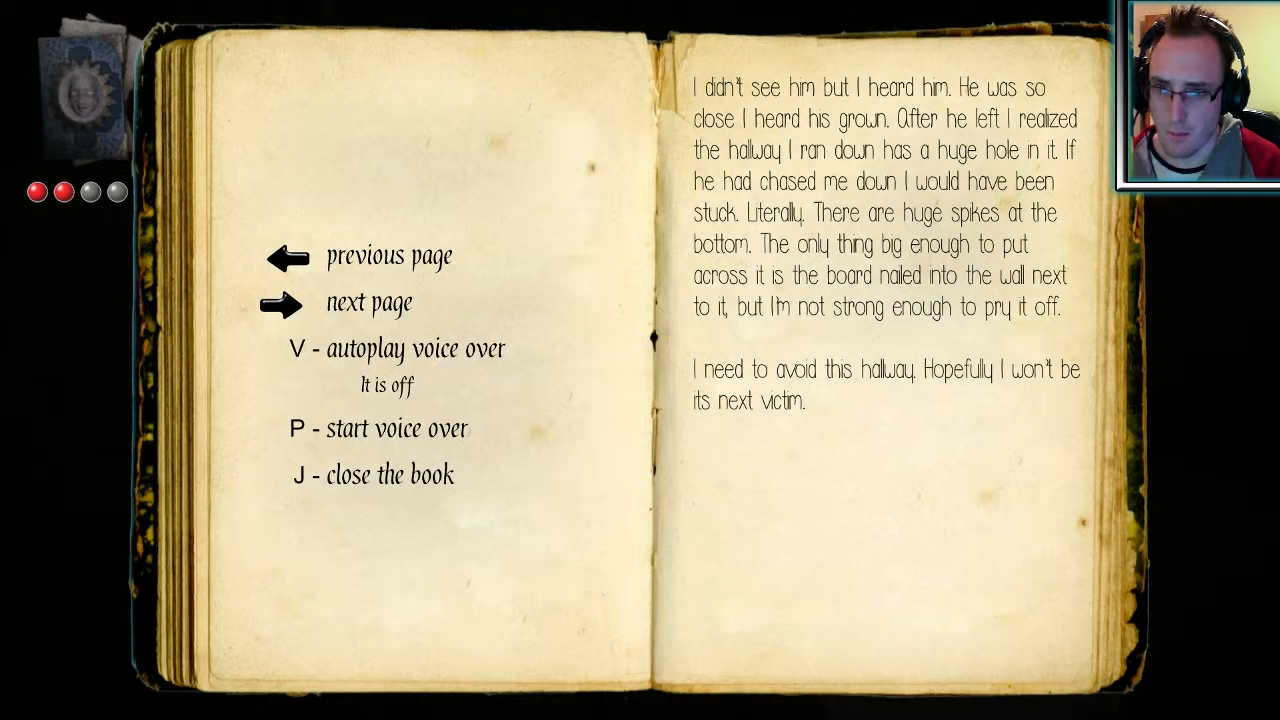 previous page
next page
V - autoplay voice over
It is off
P - start voice over
J - close the book
I didn't see him but I heard him. He was so
close I heard his grown. After he left I realized
the hallway I ran down has a huge hole in it. If
he had chased me down I would have been
stuck. Literally. There are huge spikes at the
bottom. The only thing big enough to put
across it is the board nailed into the wall next
to it, but I'm not strong enough to pry it off.
I need to avoid this hallway. Hopefully I won't be
its next victim.